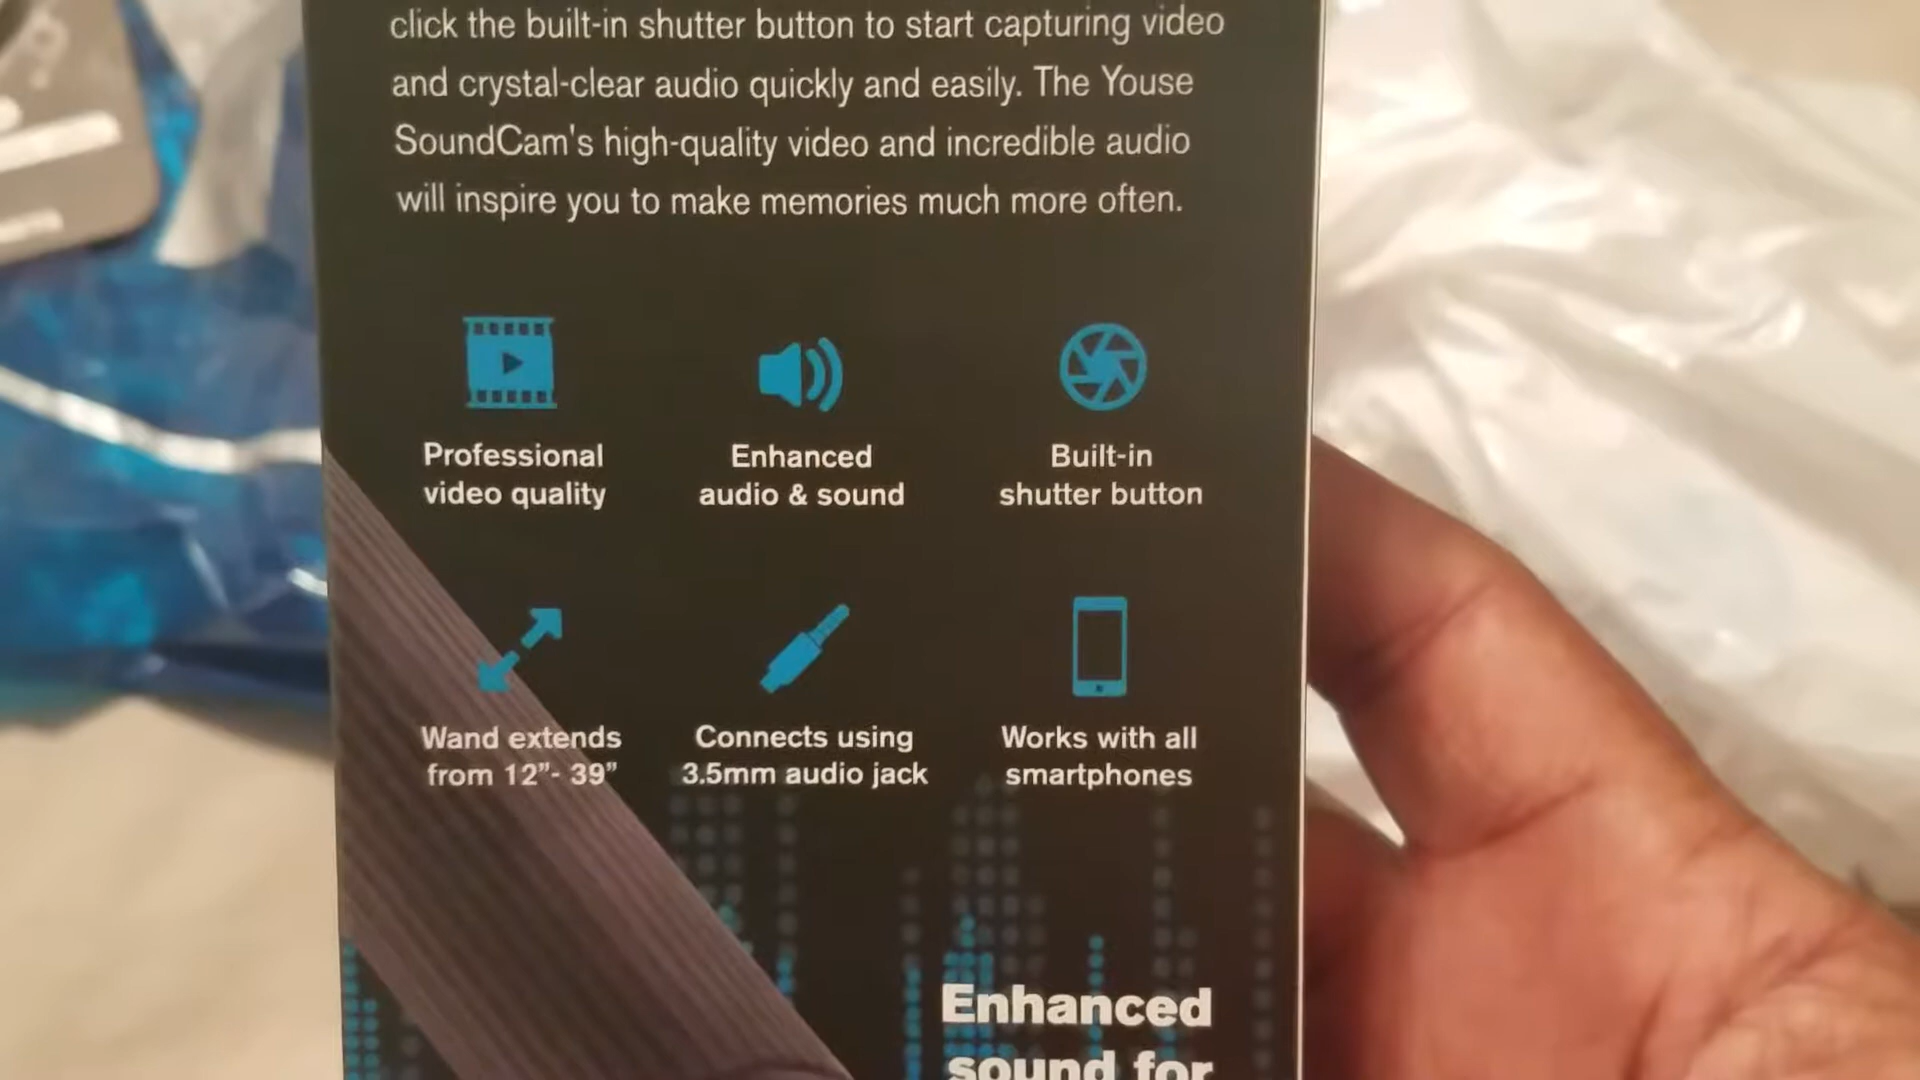 click the built-in shutter button to start capturing video
and crystal-clear audio quickly and easily. The Youse
SoundCam's high-quality video and incredible audio
will inspire you to make memories much more often.
Professional
video quality
Enhanced
audio & sound
Built-in
shutter button
Wand extends
from 12”- 39”
Connects using
3.5mm audio jack
Works with all
smartphones
Enhanced
sound for